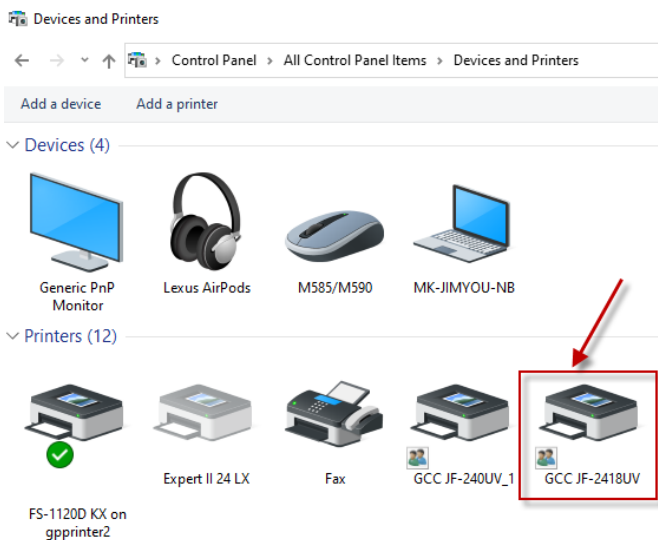 Devices and Printers
Control Panel > All Control Panel Items > Devices and Printers
Add a device Add a printer
Devices (4)
Generic PnP Monitor
Lexus AirPods
M585/M590
MK-JIMYOU-NB
Printers (12)
FS-1120D KX on gpprinter2
Expert II 24 LX
Fax
GCC JF-240UV_1
GCC JF-2418UV